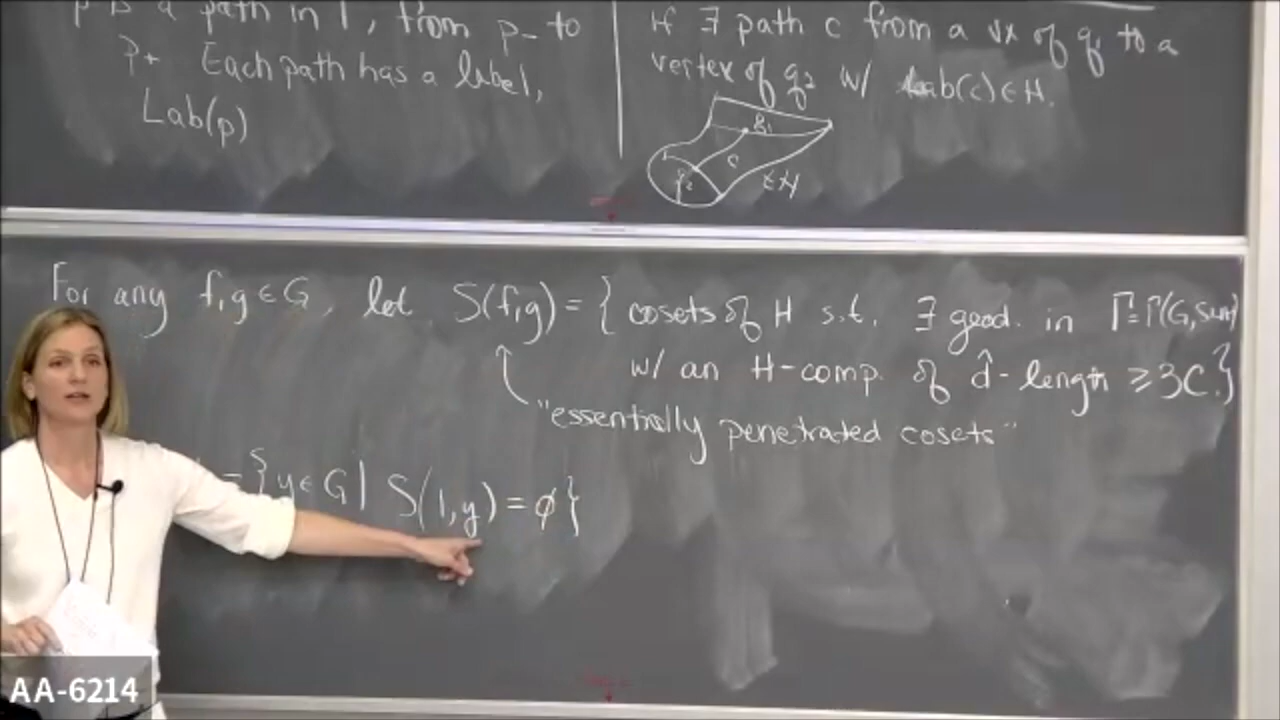 p is a path in Γ, from p_ to
p+ Each path has a label,
Lab(p)
if ∃ path c from a vx of q1 to a
vertex of q2 w/ Lab(c)∈H.
q1
c
q2
∈H
For any f,g∈G, let S(f,g)={ cosets of H s.t. ∃ geod. in Γ=Γ(G,S⊔H)
w/ an H-comp. of d̂-length ≥3C.}
"essentially penetrated cosets"
={y∈G| S(1,y)=∅}
AA-6214